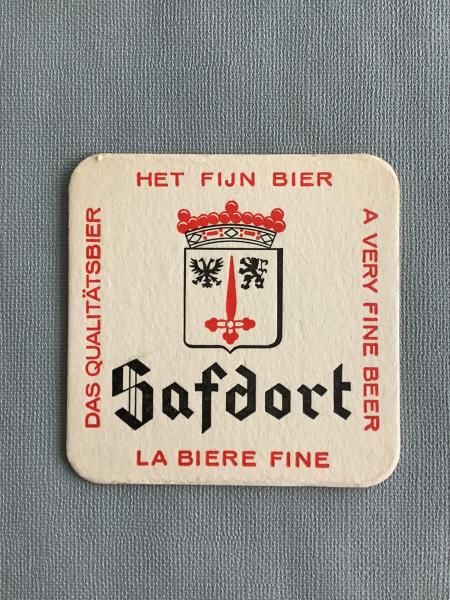 HET FIJN BIER
DAS QUALITÄTSBIER
A VERY FINE BEER
Safdort
LA BIERE FINE